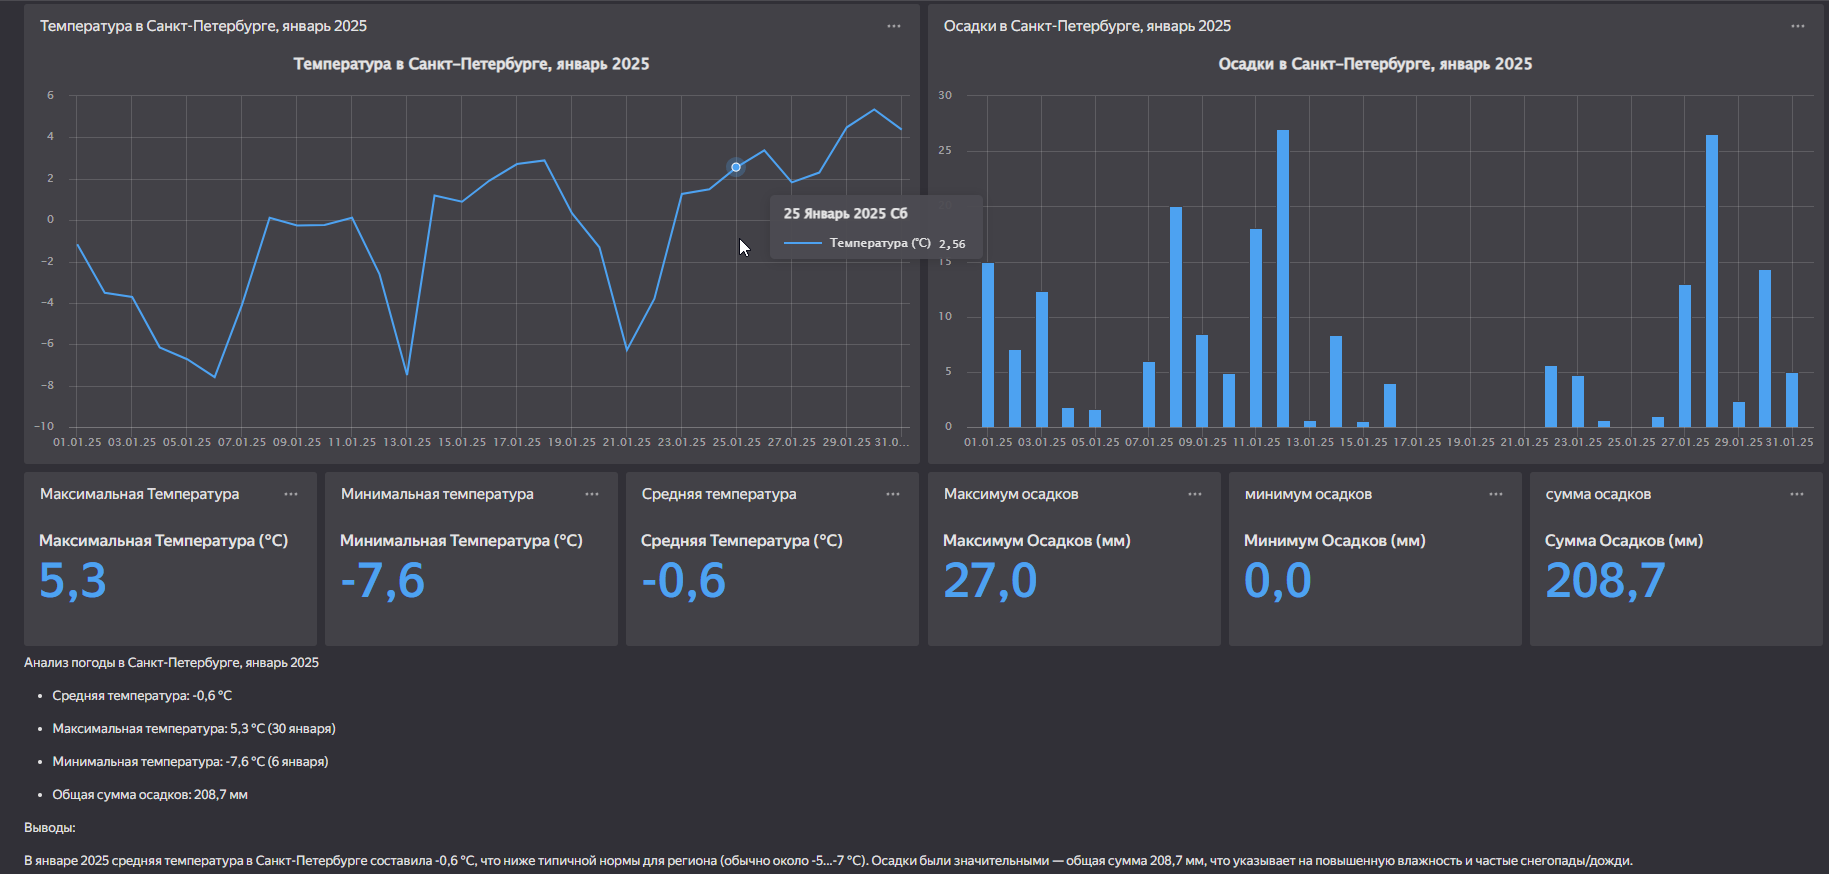 Температура в Санкт-Петербурге, январь 2025
Температура в Санкт-Петербурге, январь 2025
6
4
2
0
-2
-4
-6
-8
-10
01.01.25 03.01.25 05.01.25 07.01.25 09.01.25 11.01.25 13.01.25 15.01.25 17.01.25 19.01.25 21.01.25 23.01.25 25.01.25 27.01.25 29.01.25 31.0...
25 Январь 2025 Сб
Температура (°C) 2,56
Осадки в Санкт-Петербурге, январь 2025
Осадки в Санкт-Петербурге, январь 2025
30
25
15
10
5
0
01.01.25 03.01.25 05.01.25 07.01.25 09.01.25 11.01.25 13.01.25 15.01.25 17.01.25 19.01.25 21.01.25 23.01.25 25.01.25 27.01.25 29.01.25 31.01.25
Максимальная Температура
Максимальная Температура (°C)
5,3
Минимальная температура
Минимальная Температура (°C)
-7,6
Средняя температура
Средняя Температура (°C)
-0,6
Максимум осадков
Максимум Осадков (мм)
27,0
минимум осадков
Минимум Осадков (мм)
0,0
сумма осадков
Сумма Осадков (мм)
208,7
Анализ погоды в Санкт-Петербурге, январь 2025
• Средняя температура: -0,6 °C
• Максимальная температура: 5,3 °C (30 января)
• Минимальная температура: -7,6 °C (6 января)
• Общая сумма осадков: 208,7 мм
Выводы:
В январе 2025 средняя температура в Санкт-Петербурге составила -0,6 °C, что ниже типичной нормы для региона (обычно около -5…-7 °C). Осадки были значительными — общая сумма 208,7 мм, что указывает на повышенную влажность и частые снегопады/дожди.